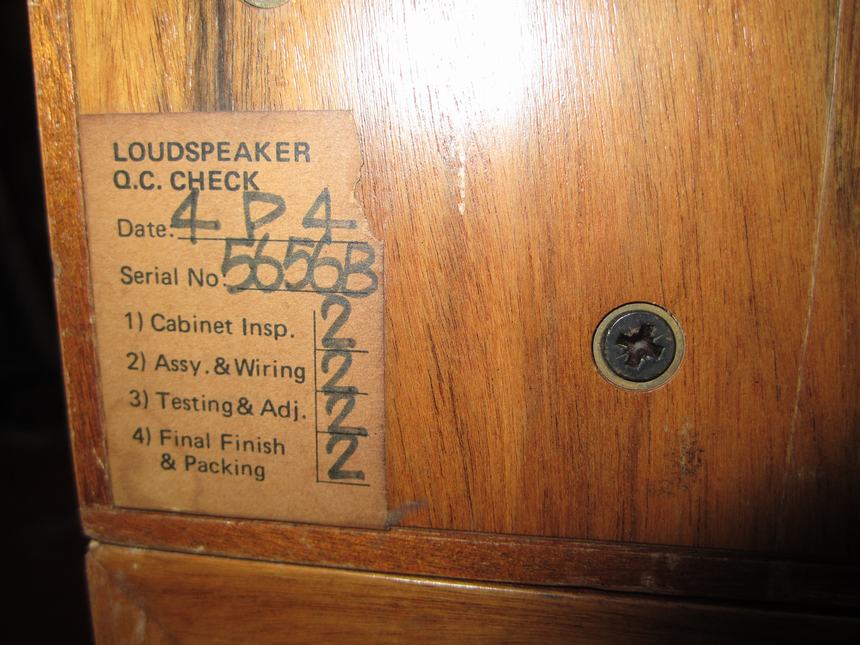 LOUDSPEAKER
Q.C. CHECK
Date: 4 P 4
Serial No: 5656B
1) Cabinet Insp. 2
2) Assy. & Wiring 2
3) Testing & Adj. 2
4) Final Finish
& Packing 2